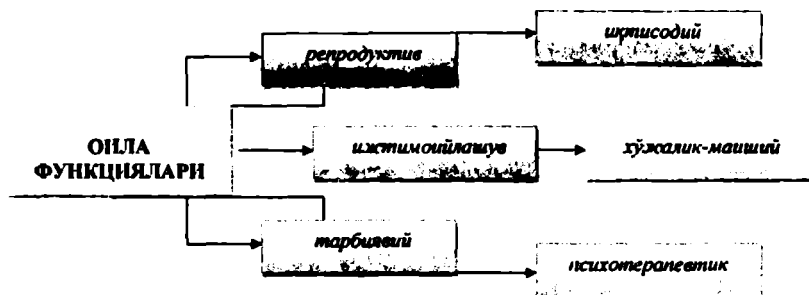 репродуктив
иқтисодий
ОИЛА
ФУНКЦИЯЛАРИ
ижтимоийлашув
хўжалик-маиший
тарбиявий
психотерапевтик